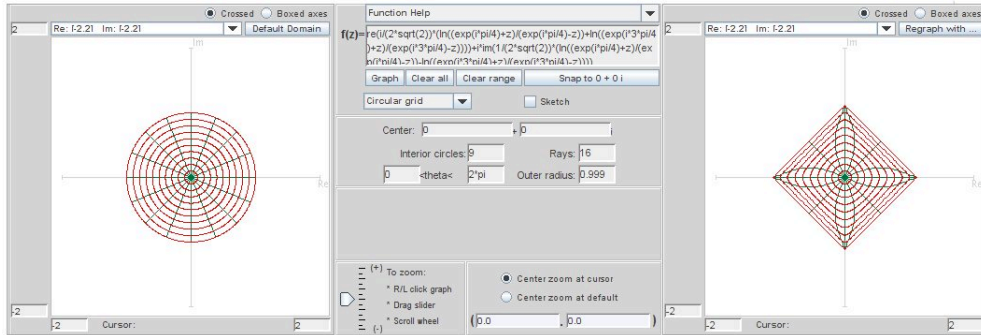 Crossed Boxed axes
2
Re: [-2.2] Im: [-2.2]
Default Domain
Im
Re
-2
-2 Cursor: 2
Function Help
f(z)=
re(i/(2*sqrt(2))*(ln((exp(i*pi/4)+z)/(exp(i*pi/4)-z))+ln((exp(i*3*pi/4
)+z)/(exp(i*3*pi/4)-z))))+i*im(1/(2*sqrt(2))*(ln((exp(i*pi/4)+z)/(ex
p(i*pi/4)-z))-ln((exp(i*3*pi/4)+z)/(exp(i*3*pi/4)-z))))
Graph Clear all Clear range Snap to 0 + 0 i
Circular grid Sketch
Center: 0 + 0 i
Interior circles: 9 Rays: 16
0 <theta< 2*pi Outer radius: 0.999
(+) To zoom:
* R/L click graph
* Drag slider
* Scroll wheel
(-)
Center zoom at cursor
Center zoom at default
( 0.0 , 0.0 )
Crossed Boxed axes
2
Re: [-2.2] Im: [-2.2]
Regraph with ...
Im
Re
-2
-2 Cursor: 2